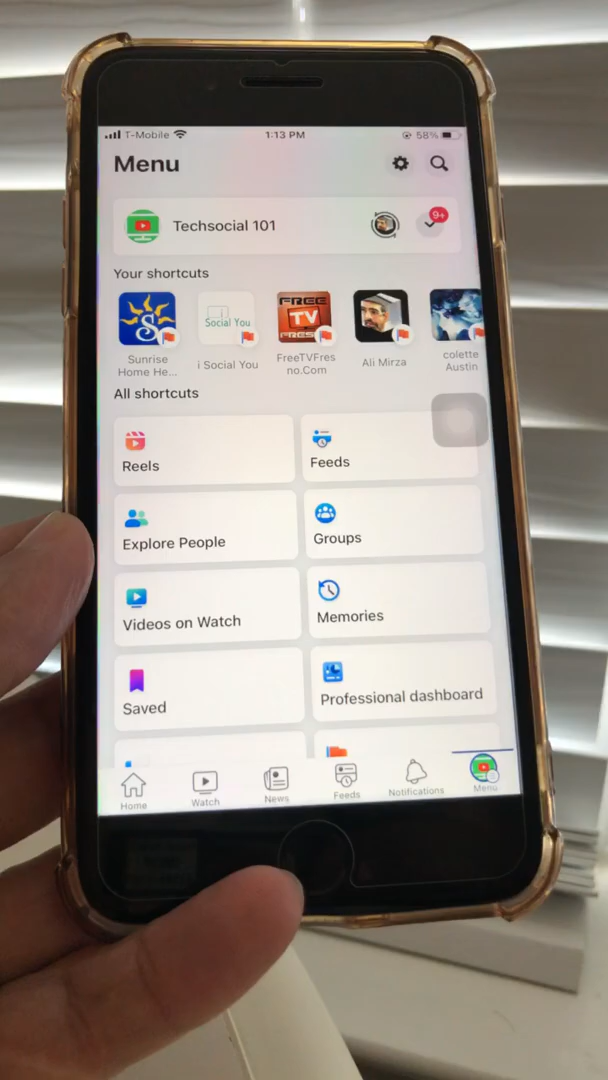 T-Mobile 1:13 PM 58%
Menu
Techsocial 101
9+
Your shortcuts
S
Social You
FREE
TV
FRES
Sunrise
Home He...
i Social You
FreeTVFres
no.Com
Ali Mirza
colette
Austin
All shortcuts
Reels
Feeds
Explore People
Groups
Videos on Watch
Memories
Saved
Professional dashboard
Home
Watch
News
Feeds
Notifications
Menu